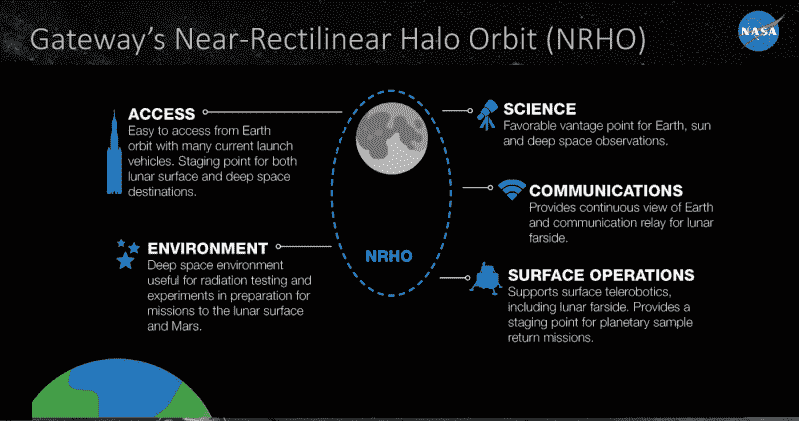 Gateway's Near-Rectilinear Halo Orbit (NRHO)
NASA
ACCESS
Easy to access from Earth
orbit with many current launch
vehicles. Staging point for both
lunar surface and deep space
destinations.
ENVIRONMENT
Deep space environment
useful for radiation testing and
experiments in preparation for
missions to the lunar surface
and Mars.
NRHO
SCIENCE
Favorable vantage point for Earth, sun
and deep space observations.
COMMUNICATIONS
Provides continuous view of Earth
and communication relay for lunar
farside.
SURFACE OPERATIONS
Supports surface telerobotics,
including lunar farside. Provides a
staging point for planetary sample
return missions.